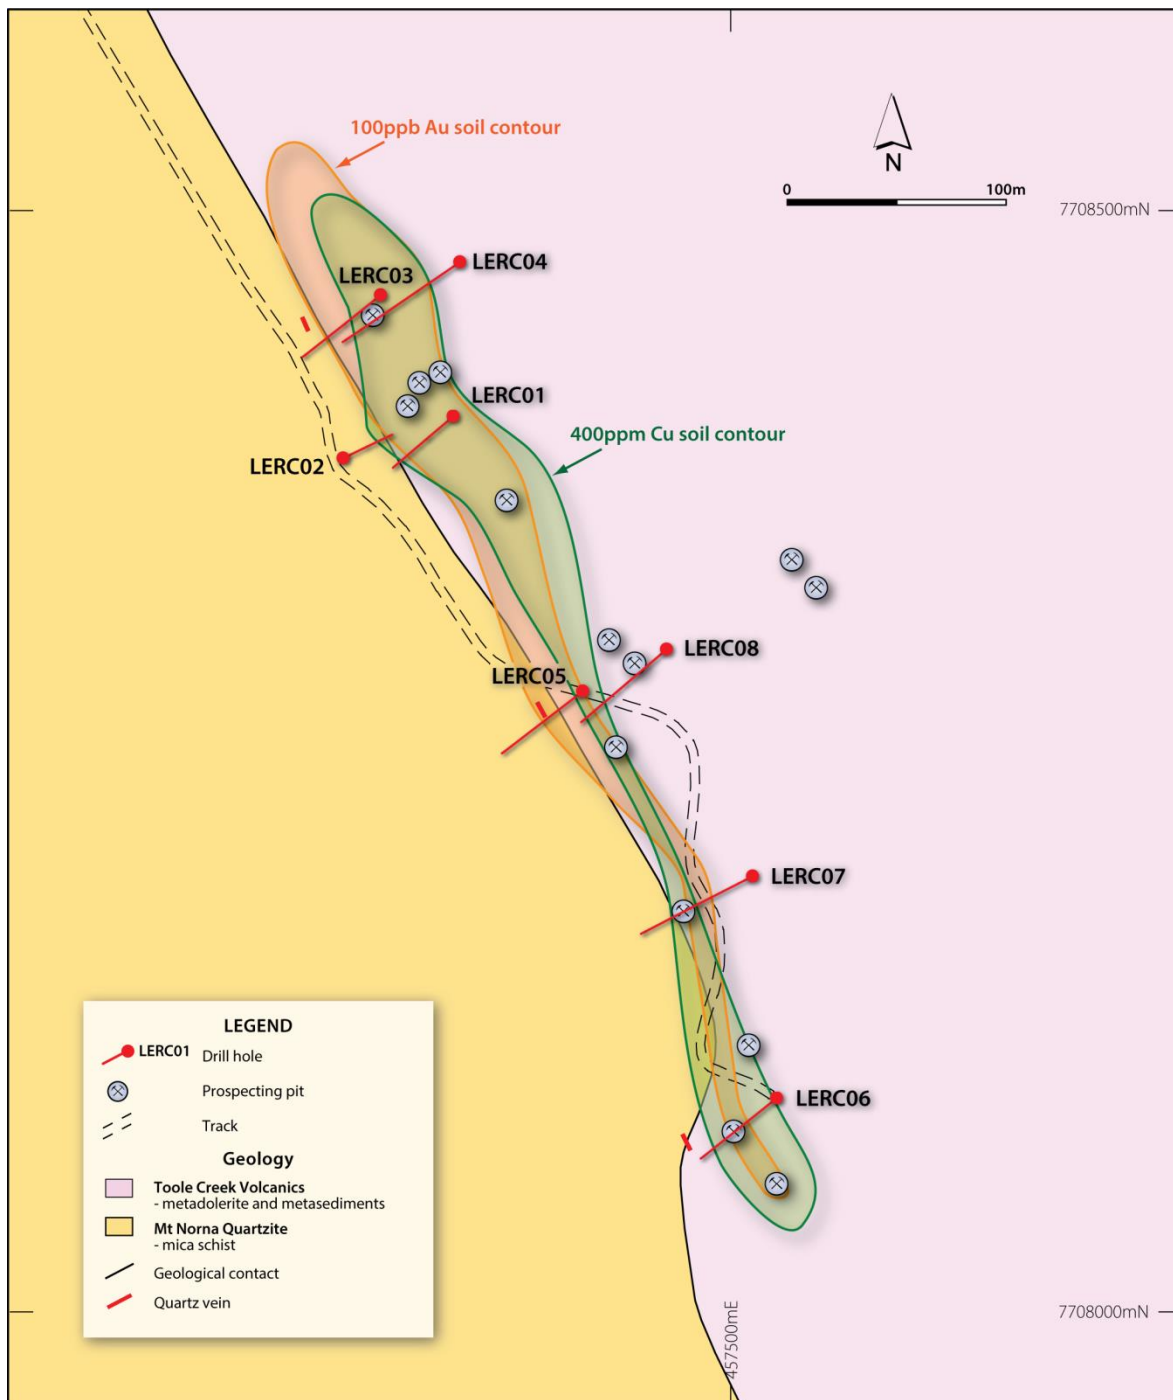 100ppb Au soil contour
N
0 100m
7708500mN
LERC04
LERC03
LERC01
400ppm Cu soil contour
LERC02
LERC08
LERC05
LERC07
LERC06
LEGEND
LERC01 Drill hole
Prospecting pit
Track
Geology
Toole Creek Volcanics
- metadolerite and metasediments
Mt Norna Quartzite
- mica schist
Geological contact
Quartz vein
457500mE
7708000mN